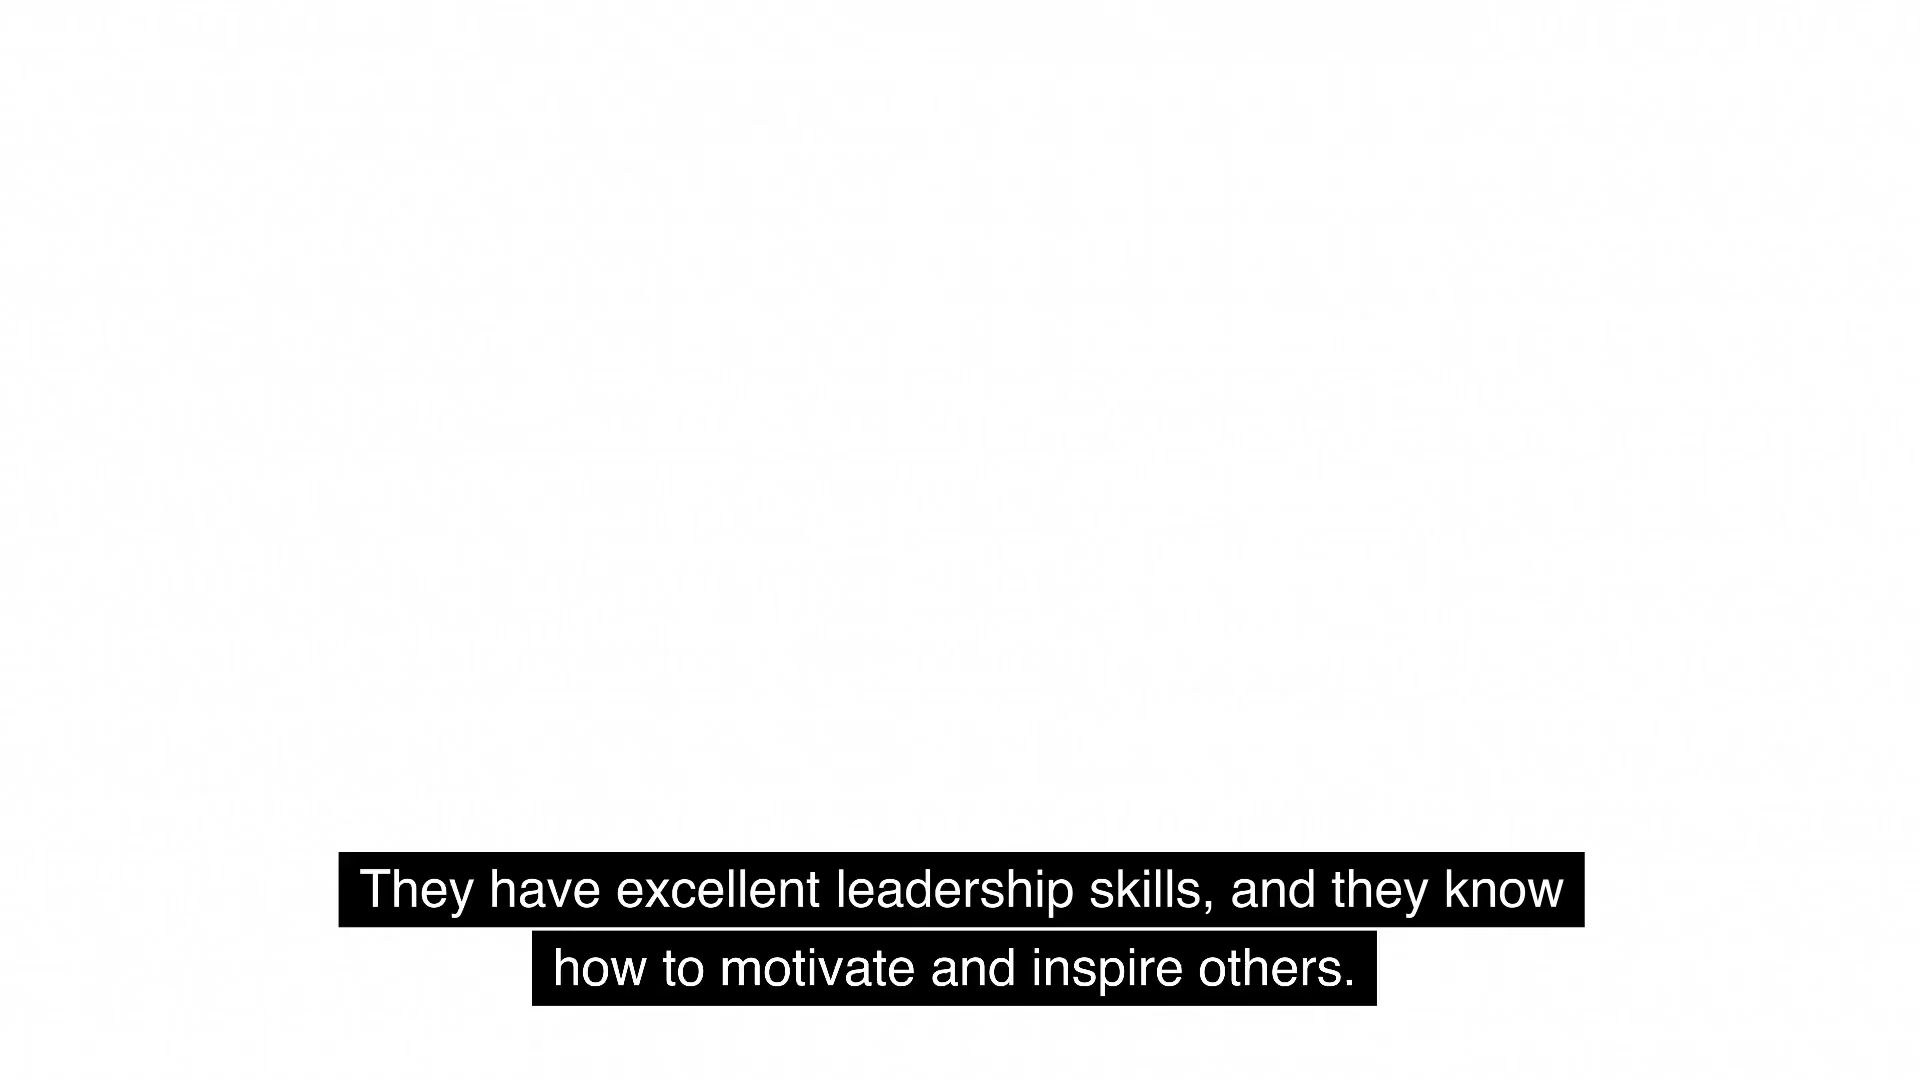 They have excellent leadership skills, and they know
how to motivate and inspire others.